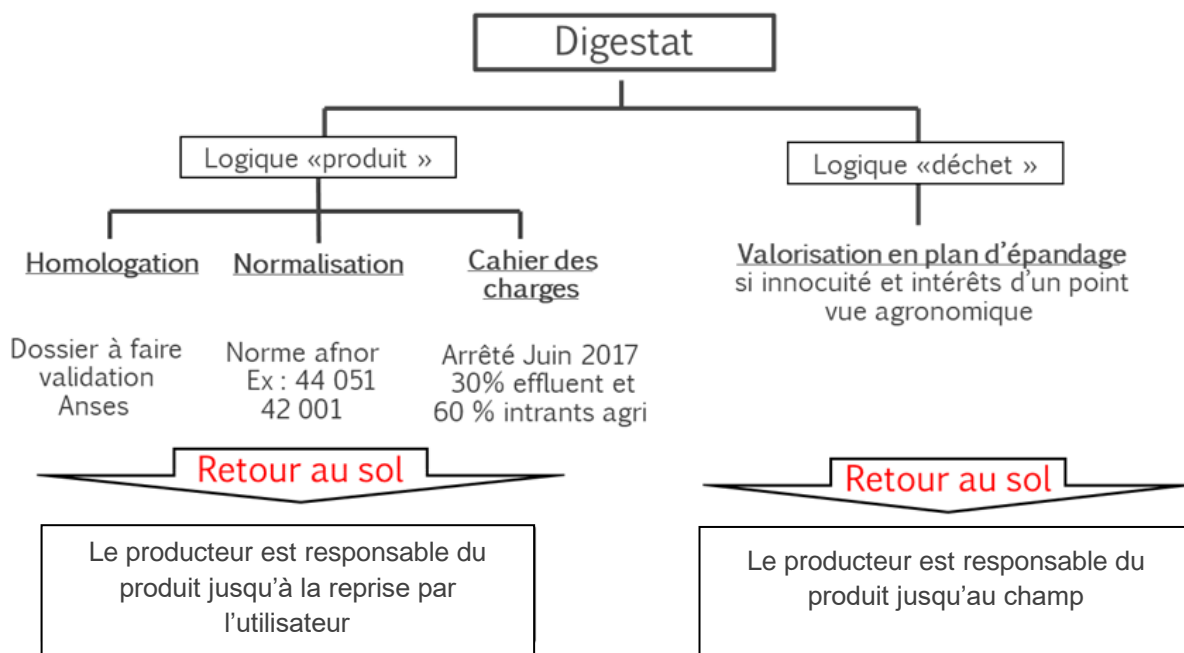 Digestat
Logique «produit »
Logique «déchet »
Homologation
Normalisation
Cahier des
charges
Valorisation en plan d'épandage
si innocuité et intérêts d'un point
vue agronomique
Dossier à faire
validation
Anses
Norme afnor
Ex : 44 051
42 001
Arrêté Juin 2017
30% effluent et
60 % intrants agri
Retour au sol
Retour au sol
Le producteur est responsable du
produit jusqu'à la reprise par
l'utilisateur
Le producteur est responsable du
produit jusqu'au champ